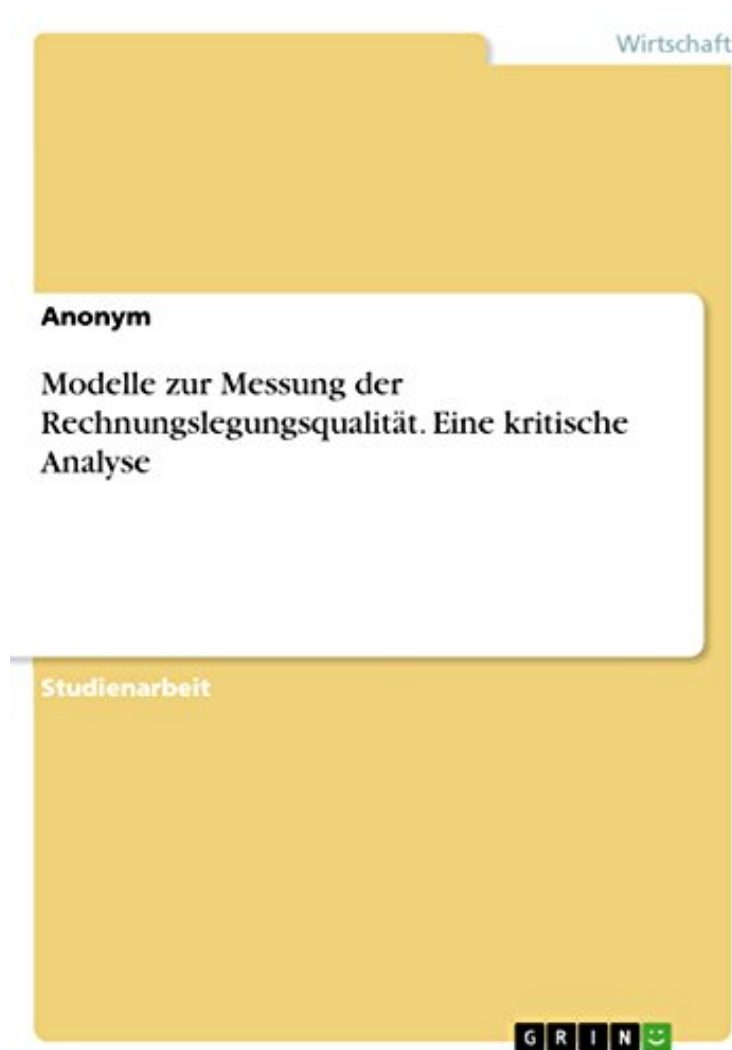 Wirtschaft
Anonym
Modelle zur Messung der
Rechnungslegungsqualität. Eine kritische
Analyse
Studienarbeit
GRIN